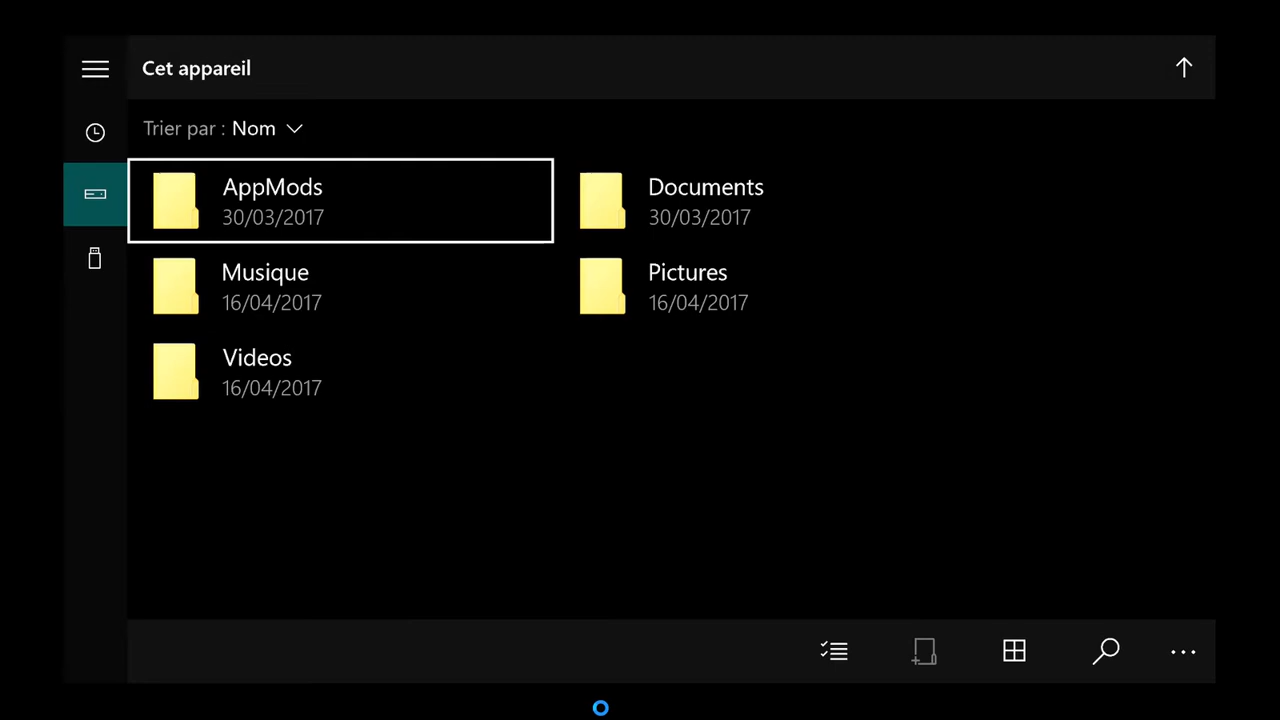 Cet appareil
Trier par : Nom
AppMods
30/03/2017
Documents
30/03/2017
Musique
16/04/2017
Pictures
16/04/2017
Videos
16/04/2017